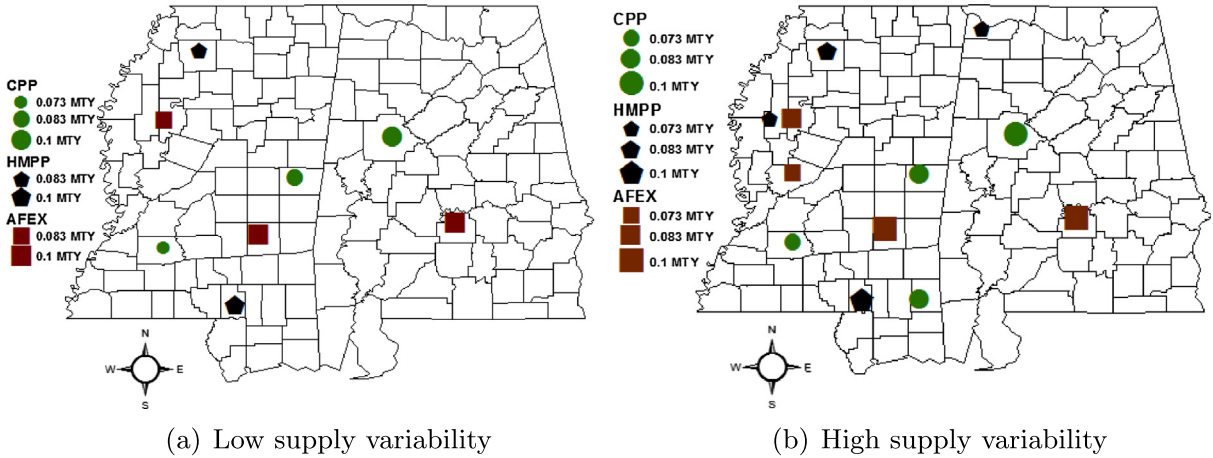 CPP
0.073 MTY
0.083 MTY
0.1 MTY
HMPP
0.083 MTY
0.1 MTY
AFEX
0.083 MTY
0.1 MTY
N
W E
S
(a) Low supply variability
CPP
0.073 MTY
0.083 MTY
0.1 MTY
HMPP
0.073 MTY
0.083 MTY
0.1 MTY
AFEX
0.073 MTY
0.083 MTY
0.1 MTY
N
W E
S
(b) High supply variability